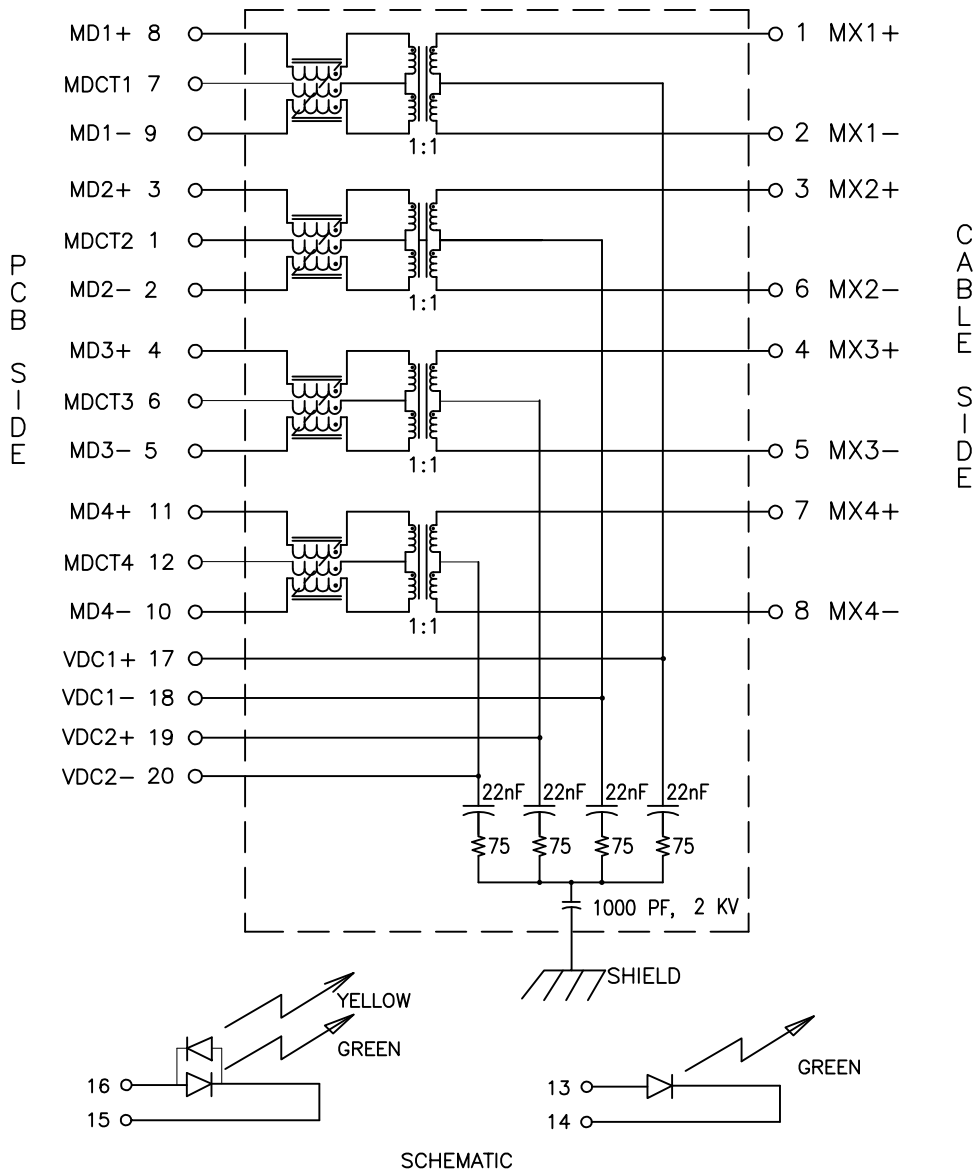 MD1+ 8
1 MX1+
MDCT1 7
MD1− 9
2 MX1−
1:1
MD2+ 3
3 MX2+
MDCT2 1
MD2− 2
6 MX2−
1:1
MD3+ 4
4 MX3+
MDCT3 6
MD3− 5
5 MX3−
1:1
MD4+ 11
7 MX4+
MDCT4 12
MD4− 10
8 MX4−
1:1
PCB SIDE
CABLE SIDE
VDC1+ 17
VDC1− 18
VDC2+ 19
VDC2− 20
22nF 22nF 22nF 22nF
75 75 75 75
1000 PF, 2 KV
SHIELD
YELLOW
GREEN
16
15
GREEN
13
14
SCHEMATIC